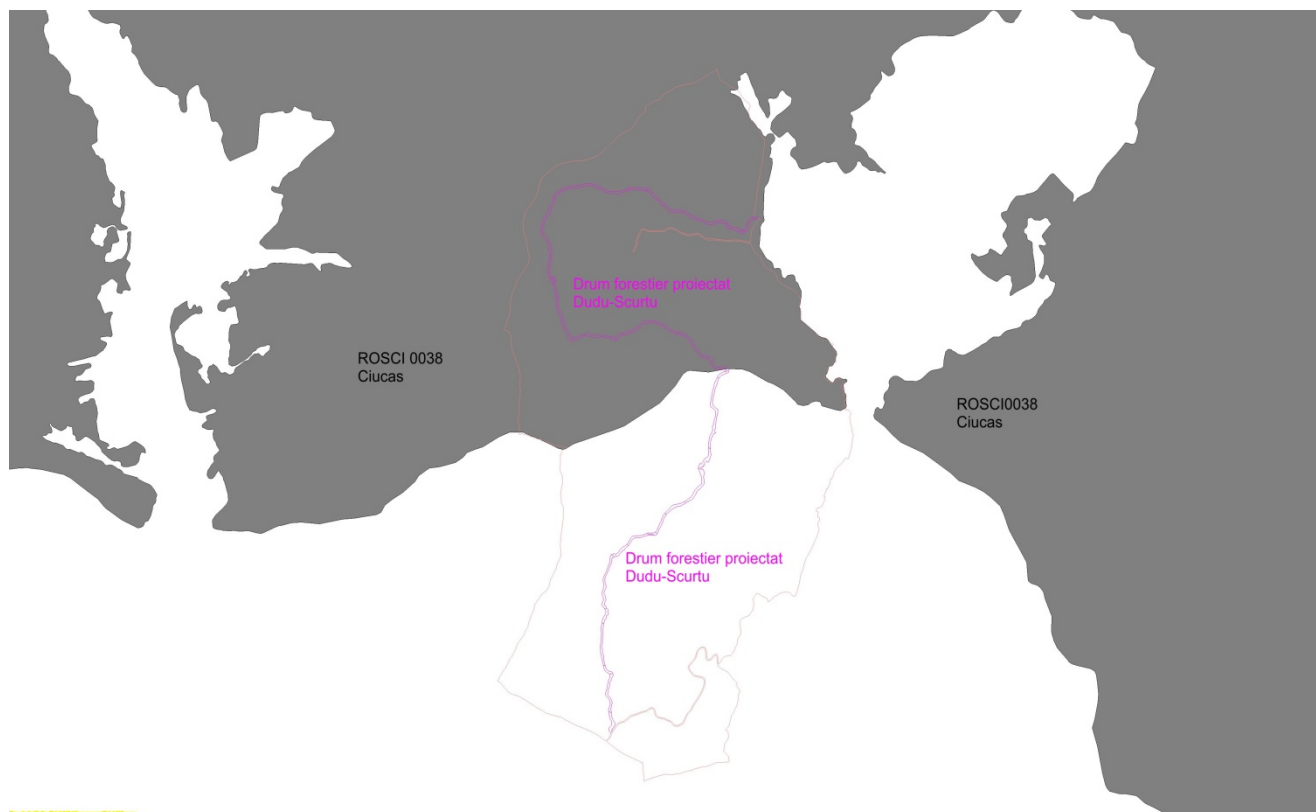 Drum forestier proiectat
Dudu-Scurtu
ROSCI 0038
Ciucas
ROSCI0038
Ciucas
Drum forestier proiectat
Dudu-Scurtu